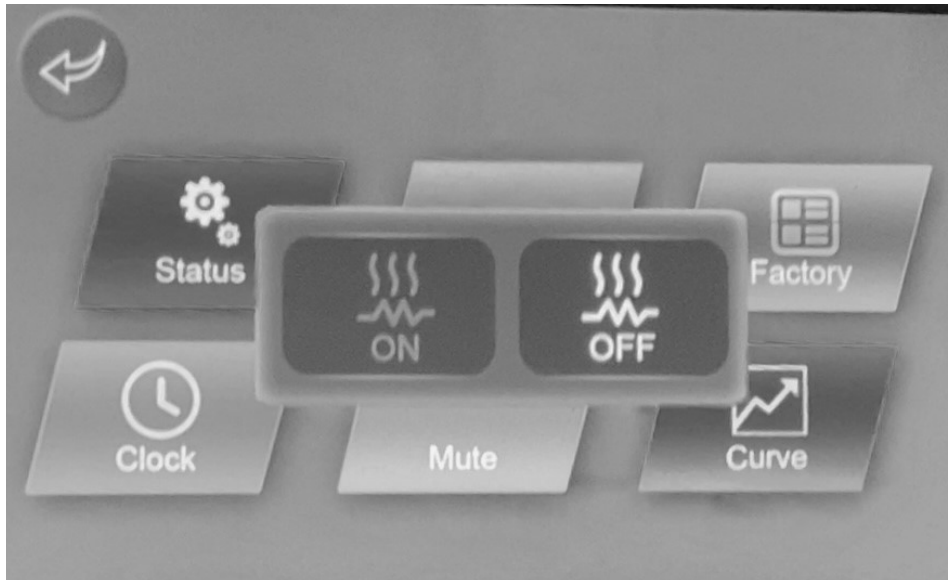 Status
Factory
ON
OFF
Clock
Mute
Curve